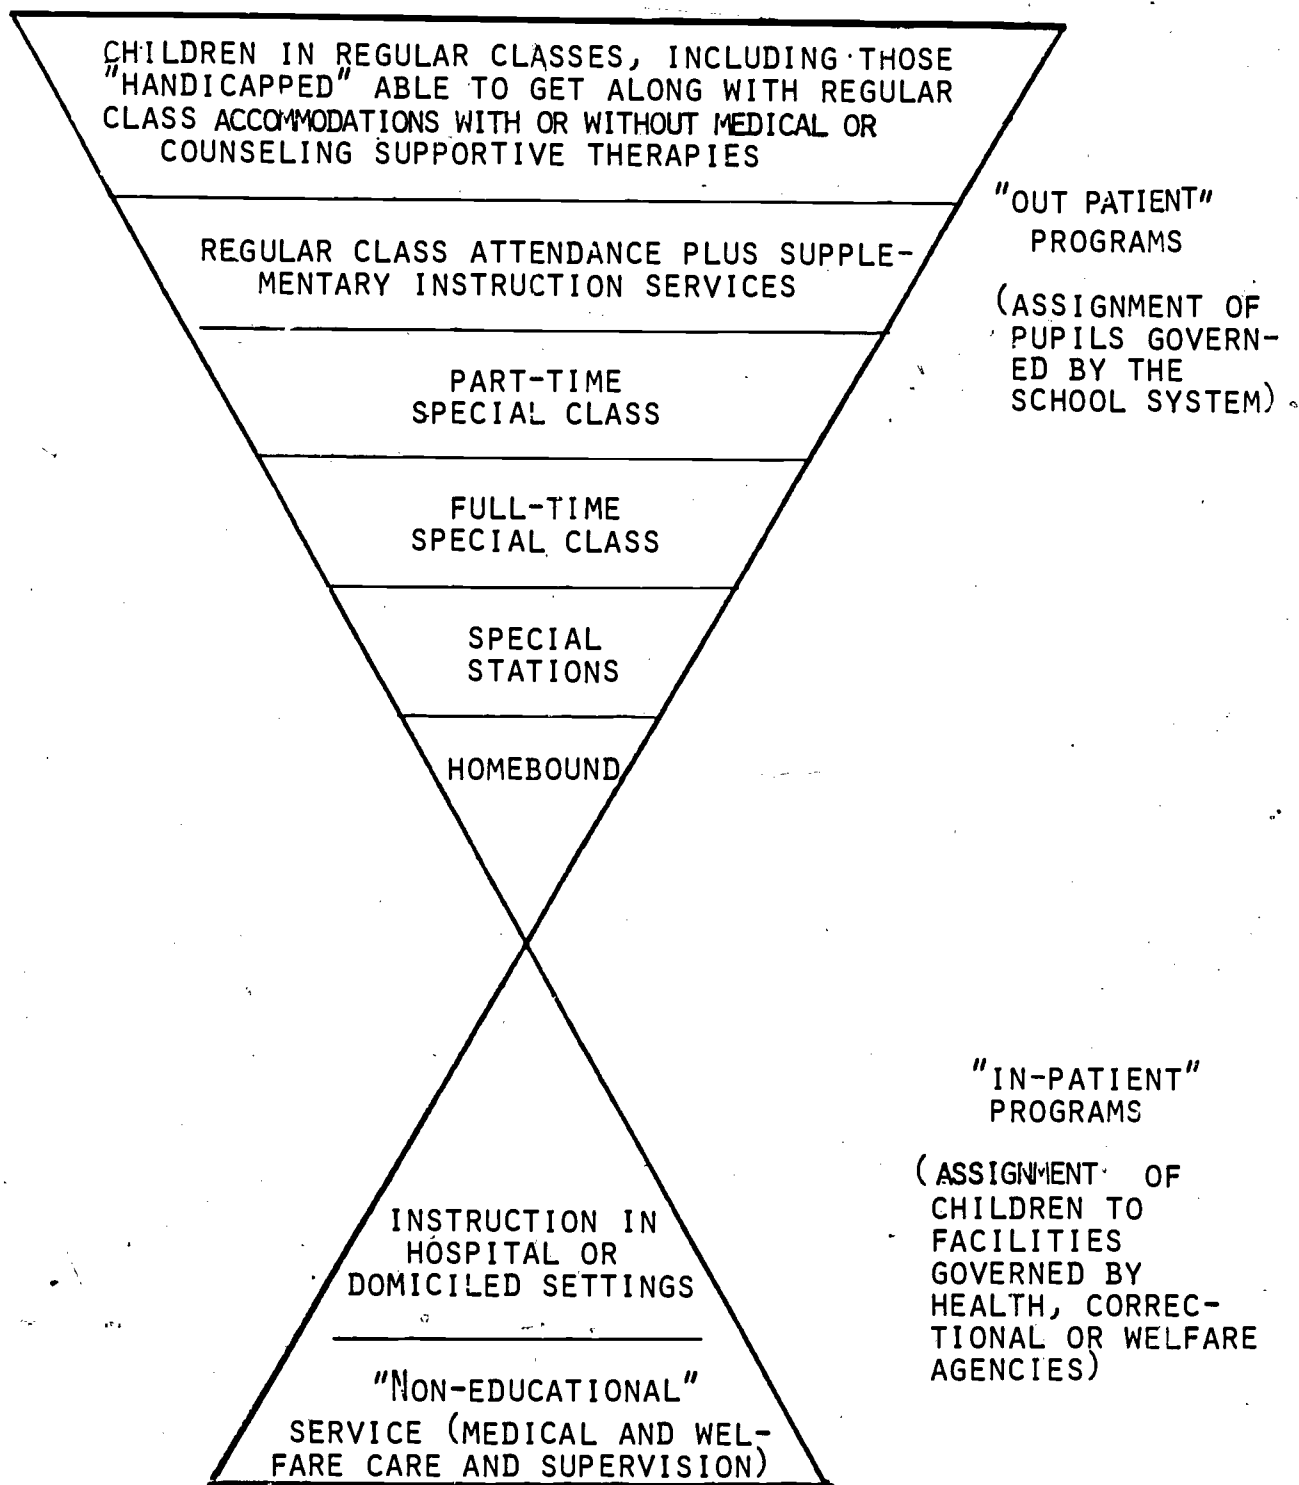 CHILDREN IN REGULAR CLASSES, INCLUDING THOSE
"HANDICAPPED" ABLE TO GET ALONG WITH REGULAR
CLASS ACCOMMODATIONS WITH OR WITHOUT MEDICAL OR
COUNSELING SUPPORTIVE THERAPIES
"OUT PATIENT"
PROGRAMS
(ASSIGNMENT OF
PUPILS GOVERN-
ED BY THE
SCHOOL SYSTEM)
REGULAR CLASS ATTENDANCE PLUS SUPPLE-
MENTARY INSTRUCTION SERVICES
PART-TIME
SPECIAL CLASS
FULL-TIME
SPECIAL CLASS
SPECIAL
STATIONS
HOMEBOUND
"IN-PATIENT"
PROGRAMS
(ASSIGNMENT OF
CHILDREN TO
FACILITIES
GOVERNED BY
HEALTH, CORREC-
TIONAL OR WELFARE
AGENCIES)
INSTRUCTION IN
HOSPITAL OR
DOMICILED SETTINGS
"NON-EDUCATIONAL"
SERVICE (MEDICAL AND WEL-
FARE CARE AND SUPERVISION)